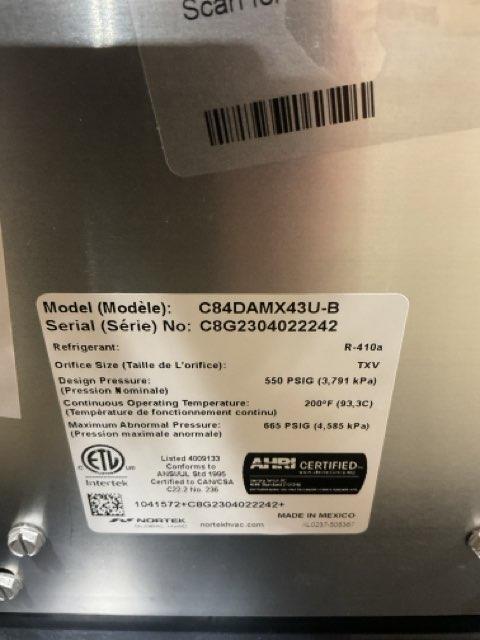 Scan for
Model (Modèle): C84DAMX43U-B
Serial (Série) No: C8G2304022242
Refrigerant: R-410a
Orifice Size (Taille de L'orifice): TXV
Design Pressure: 550 PSIG (3,791 kPa)
(Pression Nominale)
Continuous Operating Temperature: 200°F (93,3C)
(Température de fonctionnement continu)
Maximum Abnormal Pressure: 665 PSIG (4,585 kPa)
(Pression maximale anormale)
ETL
Intertek
Listed 4009133
Conforms to
ANSI/UL Std 1995
Certified to CAN/CSA
C22.2 No. 236
AHRI CERTIFIED
1041572+C8G2304022242+
NORTEK
GLOBAL HVAC
nortekhvac.com
MADE IN MEXICO